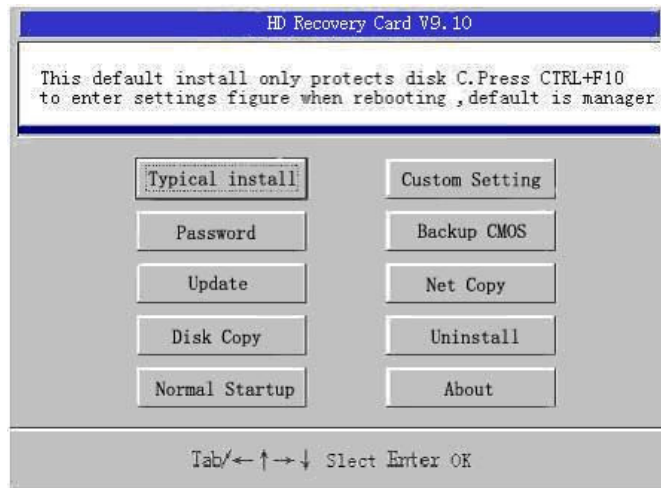 HD Recovery Card V9.10
This default install only protects disk C.Press CTRL+F10
to enter settings figure when rebooting ,default is manager
Typical install Custom Setting
Password Backup CMOS
Update Net Copy
Disk Copy Uninstall
Normal Startup About
Tab/←↑→↓ Slect Enter OK